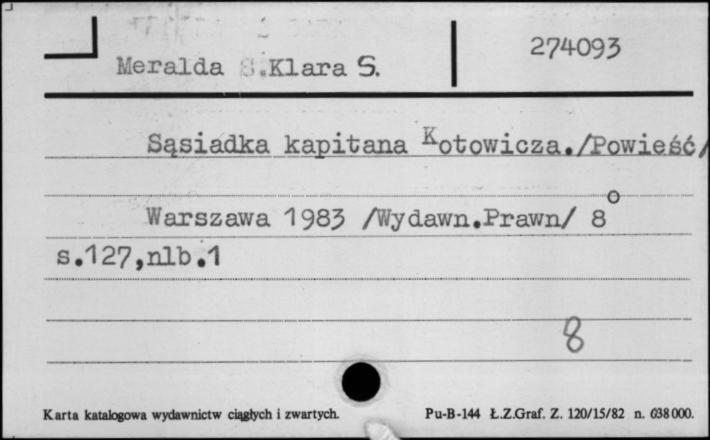 Meralda S.Klara S.
274093
Sąsiadka kapitana Kotowicza./Powieść/
Warszawa 1983 /Wydawn.Prawn/ 8o
s.127,nlb.1
8
Karta katalogowa wydawnictw ciągłych i zwartych.
Pu-B-144 Ł.Z.Graf. Z. 120/15/82 n. 638000.